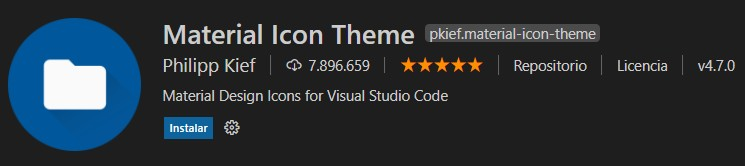 Material Icon Theme pkief.material-icon-theme
Philipp Kief 7.896.659 Repositorio Licencia v4.7.0
Material Design Icons for Visual Studio Code
Instalar